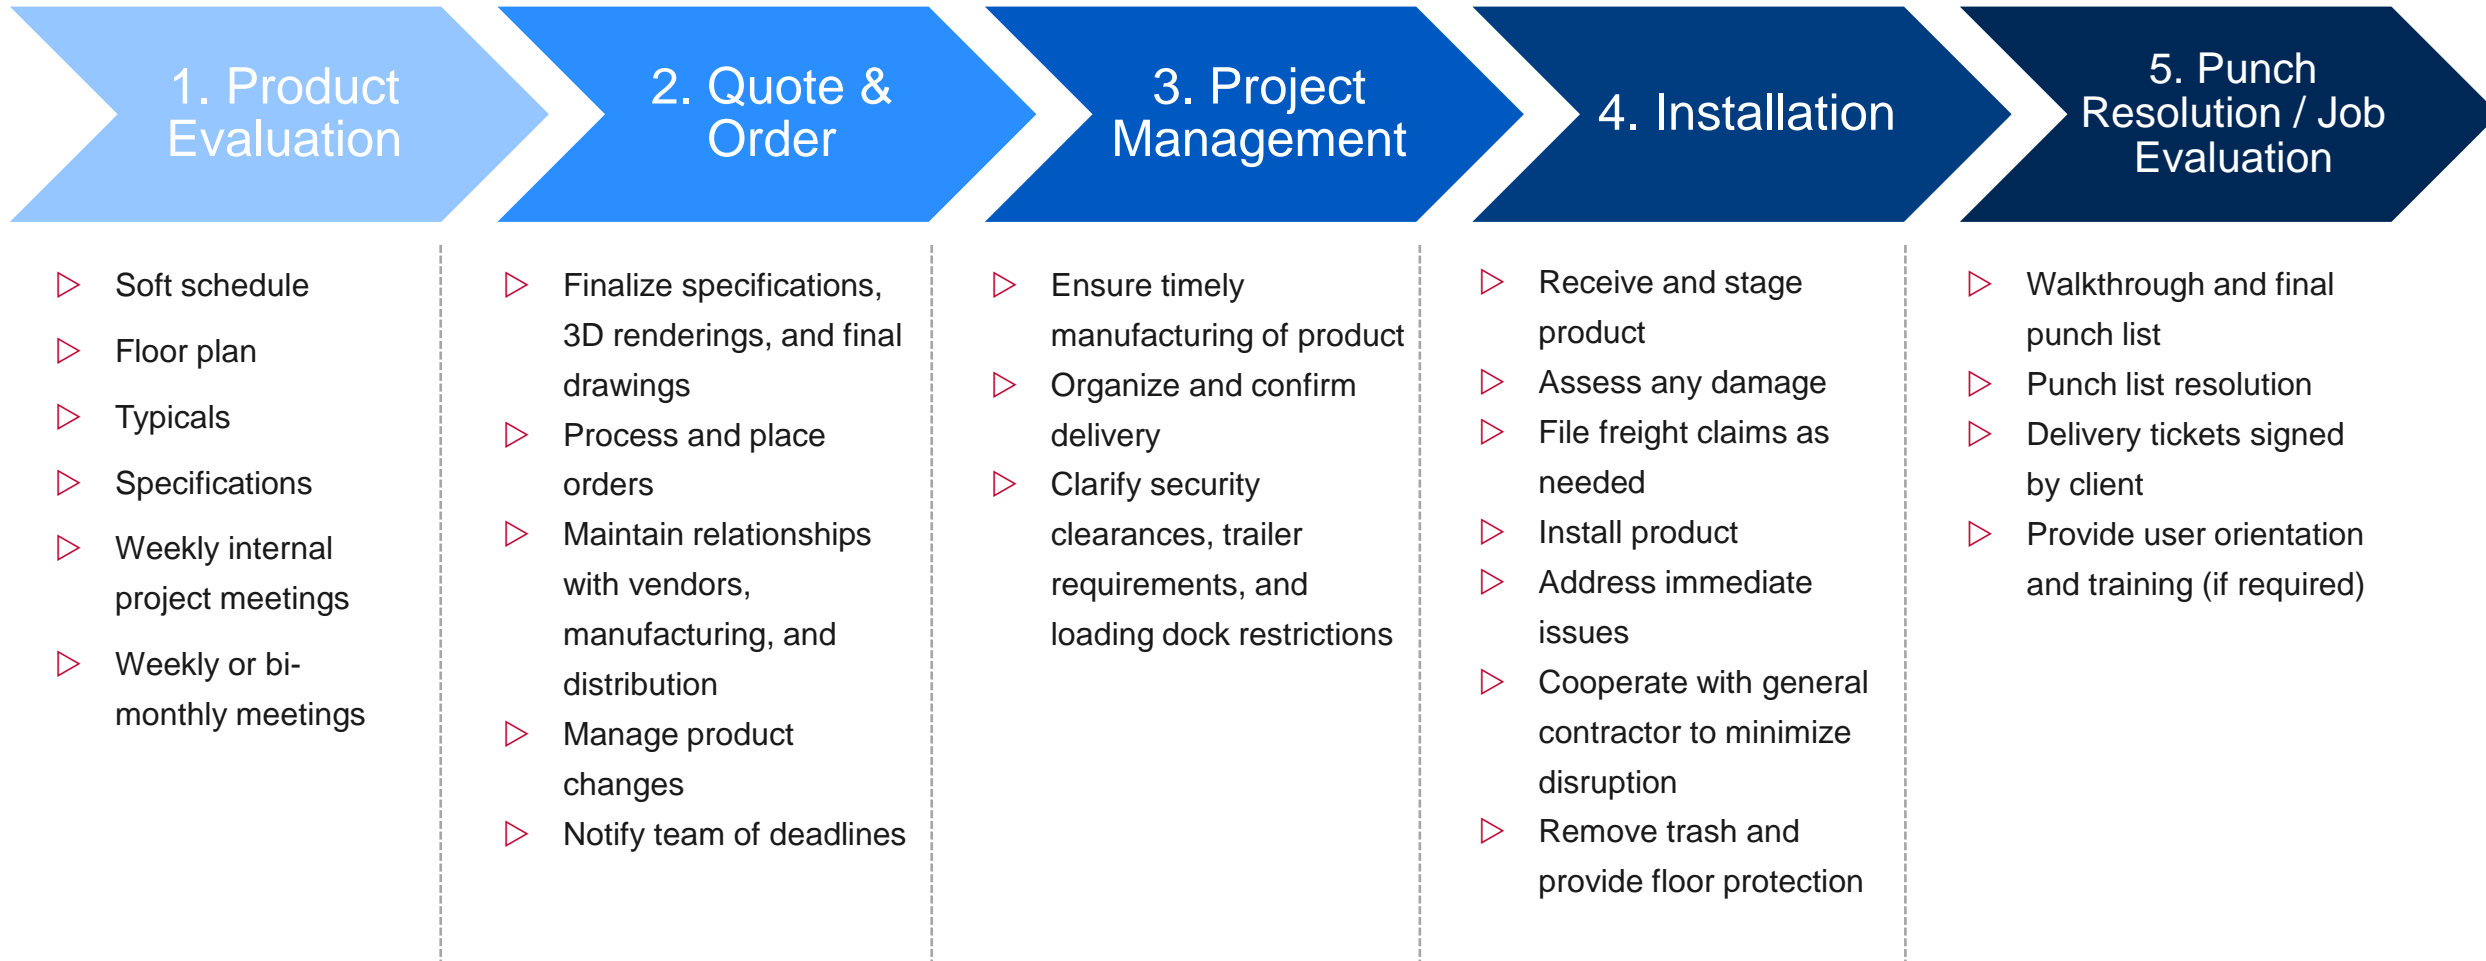 1. Product
Evaluation
2. Quote &
Order
3. Project
Management
4. Installation
5. Punch
Resolution / Job
Evaluation
Soft schedule
Floor plan
Typicals
Specifications
Weekly internal
project meetings
Weekly or bi-
monthly meetings
Finalize specifications,
3D renderings, and final
drawings
Process and place
orders
Maintain relationships
with vendors,
manufacturing, and
distribution
Manage product
changes
Notify team of deadlines
Ensure timely
manufacturing of product
Organize and confirm
delivery
Clarify security
clearances, trailer
requirements, and
loading dock restrictions
Receive and stage
product
Assess any damage
File freight claims as
needed
Install product
Address immediate
issues
Cooperate with general
contractor to minimize
disruption
Remove trash and
provide floor protection
Walkthrough and final
punch list
Punch list resolution
Delivery tickets signed
by client
Provide user orientation
and training (if required)